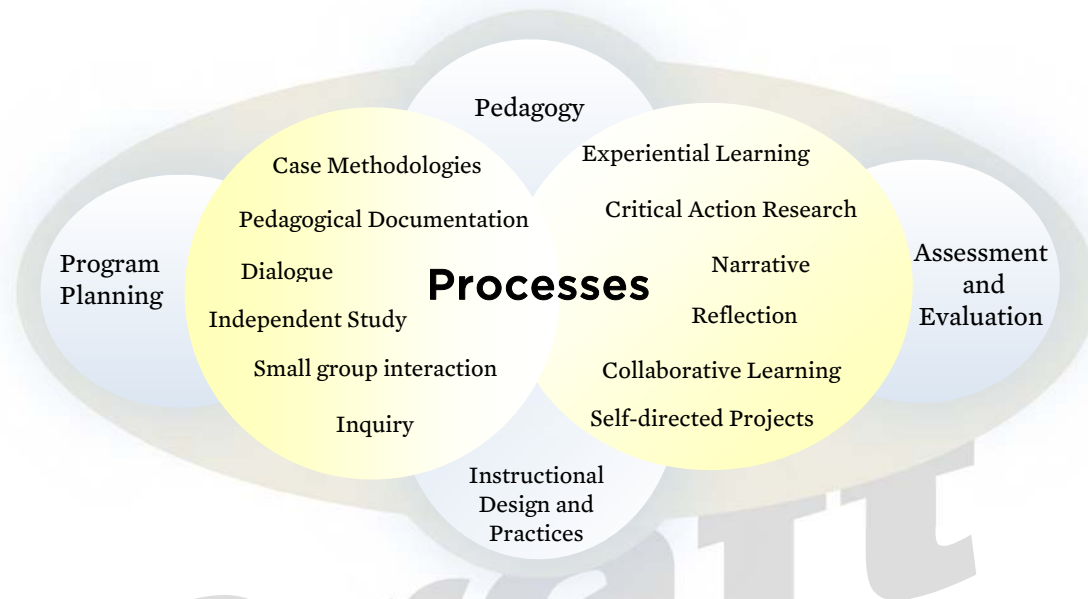 Pedagogy
Case Methodologies
Pedagogical Documentation
Dialogue
Independent Study
Small group interaction
Inquiry
Processes
Experiential Learning
Critical Action Research
Narrative
Reflection
Collaborative Learning
Self-directed Projects
Program
Planning
Assessment
and
Evaluation
Instructional
Design and
Practices